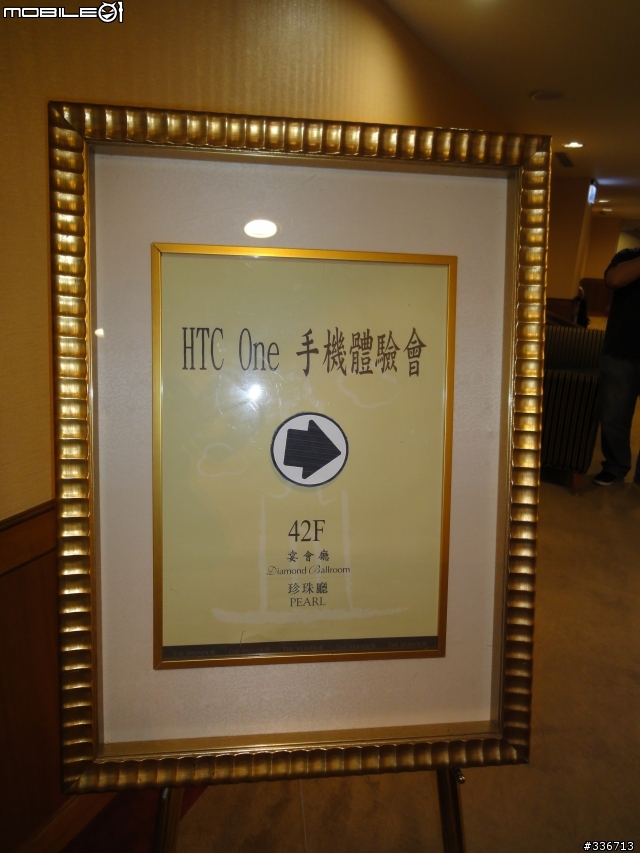 MOBILE01
HTC One 手機體驗會
42F
宴會廳
Diamond Ballroom
珍珠廳
PEARL
#336713